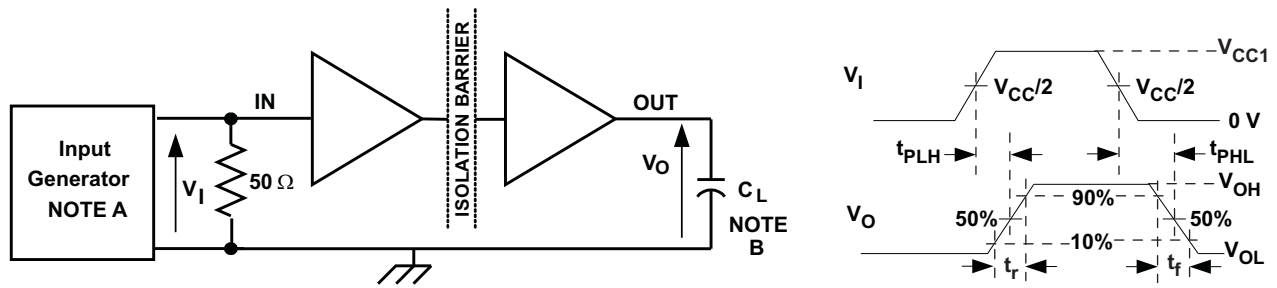 Input
Generator
NOTE A
V_I
50 Ω
IN
ISOLATION BARRIER
OUT
V_O
C_L
NOTE
B
V_I
V_CC/2
V_CC/2
V_CC1
0 V
t_PLH
t_PHL
V_O
50%
90%
10%
50%
V_OH
V_OL
t_r
t_f